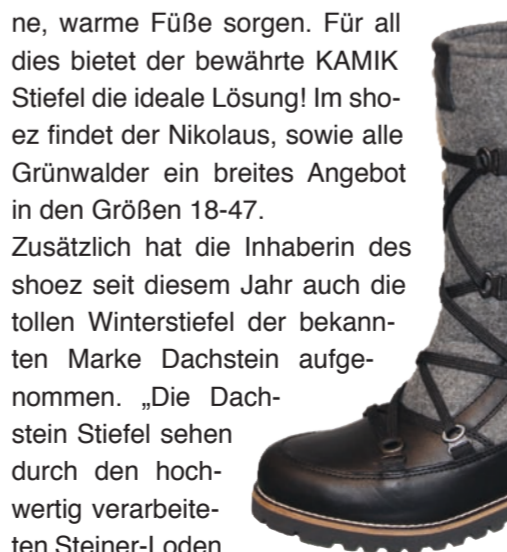 ne, warme Füße sorgen. Für all
dies bietet der bewährte KAMIK
Stiefel die ideale Lösung! Im sho-
ez findet der Nikolaus, sowie alle
Grünwalder ein breites Angebot
in den Größen 18-47.
Zusätzlich hat die Inhaberin des
shoez seit diesem Jahr auch die
tollen Winterstiefel der bekann-
ten Marke Dachstein aufge-
nommen. „Die Dach-
stein Stiefel sehen
durch den hoch-
wertig verarbeite-
ten Steiner-Loden